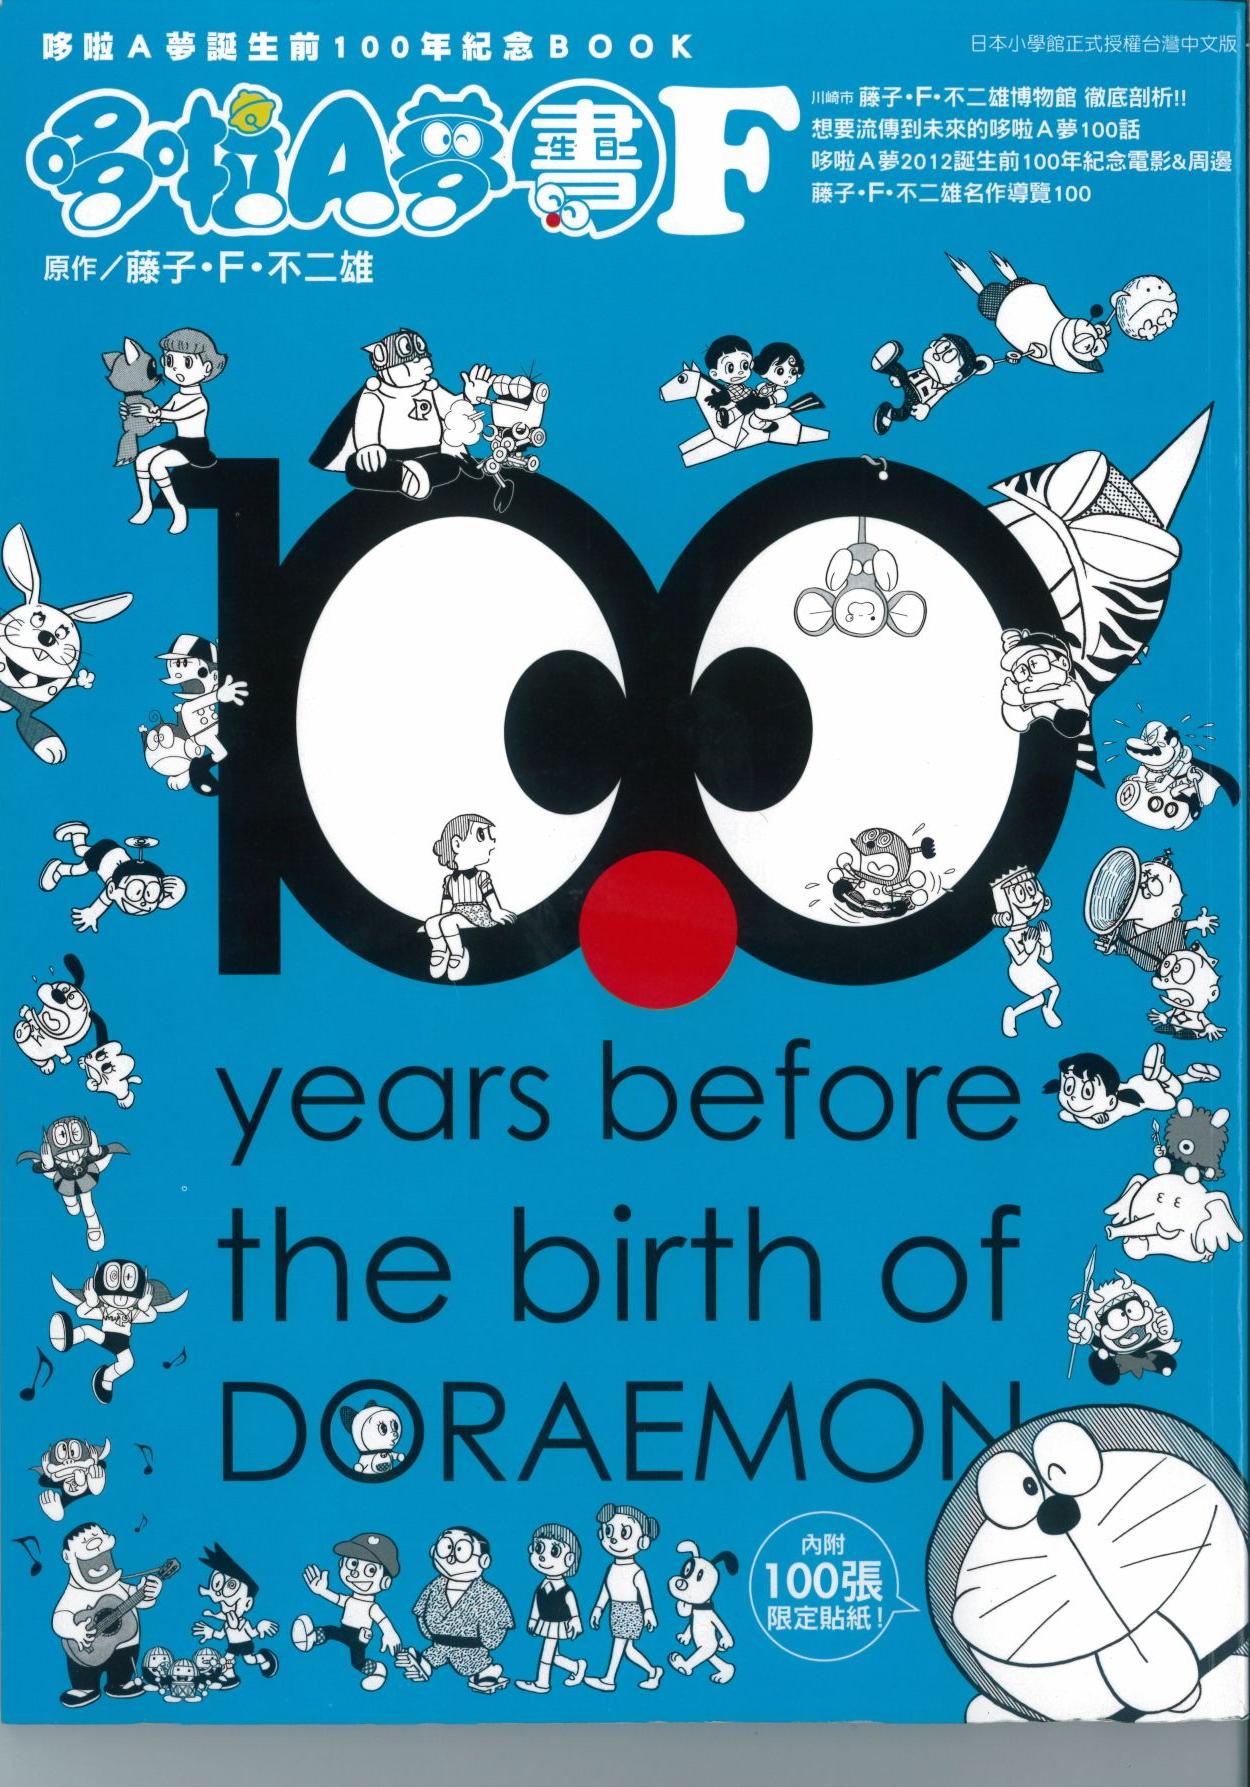 哆啦A夢誕生前100年紀念BOOK
日本小學館正式授權台灣中文版
哆啦A夢生日書F
川崎市 藤子・F・不二雄博物館 徹底剖析!!
想要流傳到未來的哆啦A夢100話
哆啦A夢2012誕生前100年紀念電影&周邊
藤子・F・不二雄名作導覽100
原作／藤子・F・不二雄
P
100
years before
the birth of
DORAEMON
內附
100張
限定貼紙！